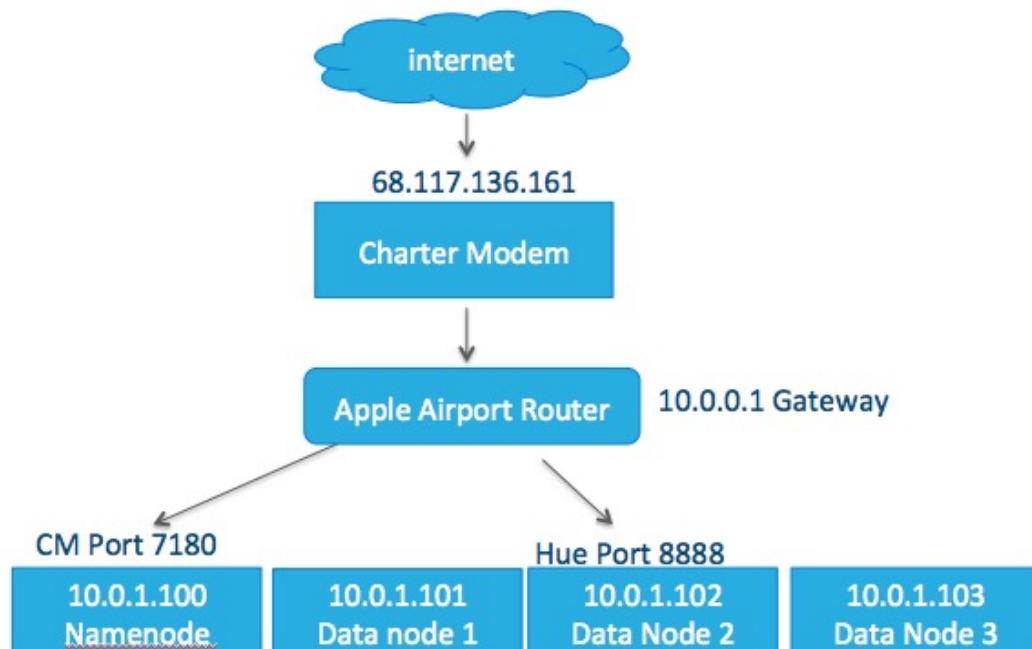 internet
68.117.136.161
Charter Modem
Apple Airport Router
10.0.0.1 Gateway
CM Port 7180
Hue Port 8888
10.0.1.100
Namenode
10.0.1.101
Data node 1
10.0.1.102
Data Node 2
10.0.1.103
Data Node 3